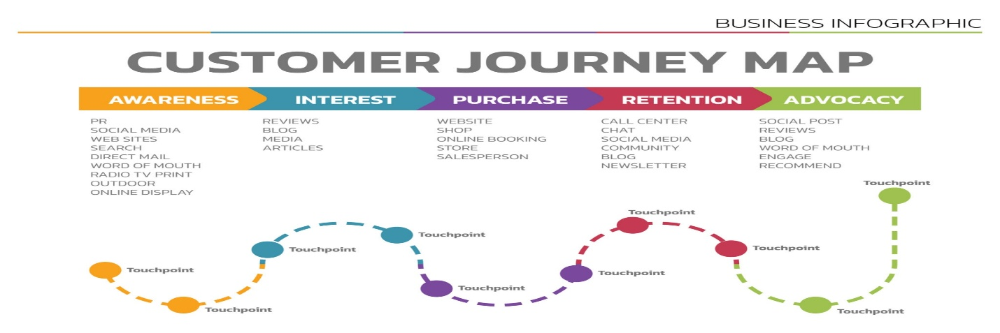 BUSINESS INFOGRAPHIC
CUSTOMER JOURNEY MAP
AWARENESS
PR
SOCIAL MEDIA
WEB SITES
SEARCH
DIRECT MAIL
WORD OF MOUTH
RADIO TV PRINT
OUTDOOR
ONLINE DISPLAY
INTEREST
REVIEWS
BLOG
MEDIA
ARTICLES
PURCHASE
WEBSITE
SHOP
ONLINE BOOKING
STORE
SALESPERSON
RETENTION
CALL CENTER
CHAT
SOCIAL MEDIA
COMMUNITY
BLOG
NEWSLETTER
ADVOCACY
SOCIAL POST
REVIEWS
BLOG
WORD OF MOUTH
ENGAGE
RECOMMEND
Touchpoint
Touchpoint
Touchpoint
Touchpoint
Touchpoint
Touchpoint
Touchpoint
Touchpoint
Touchpoint
Touchpoint